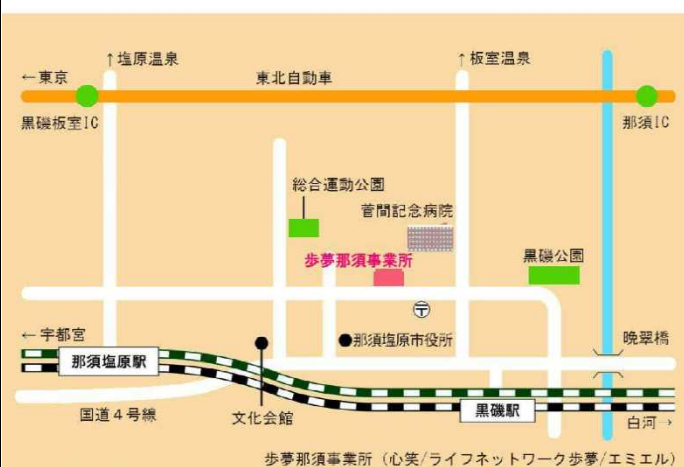 ↑塩原温泉
↑板室温泉
←東京
東北自動車
黒磯板室IC
那須IC
総合運動公園
菅間記念病院
歩夢那須事業所
黒磯公園
〒
←宇都宮
●那須塩原市役所
晩翠橋
那須塩原駅
国道4号線
文化会館
黒磯駅
白河→
歩夢那須事業所（心笑/ライフネットワーク歩夢/エミエル）